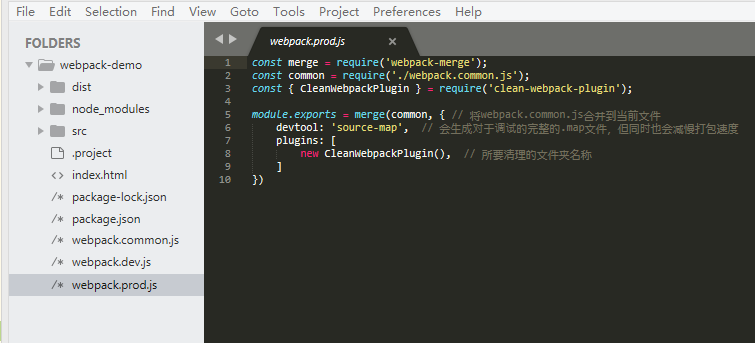 File Edit Selection Find View Goto Tools Project Preferences Help
FOLDERS
webpack-demo
dist
node_modules
src
.project
index.html
package-lock.json
package.json
webpack.common.js
webpack.dev.js
webpack.prod.js
webpack.prod.js
1 const merge = require('webpack-merge');
2 const common = require('./webpack.common.js');
3 const { CleanWebpackPlugin } = require('clean-webpack-plugin');
4
5 module.exports = merge(common, { // 将webpack.common.js合并到当前文件
6 devtool: 'source-map', // 会生成对于调试的完整的.map文件，但同时也会减慢打包速度
7 plugins: [
8 new CleanWebpackPlugin(), // 所要清理的文件夹名称
9 ]
10 })